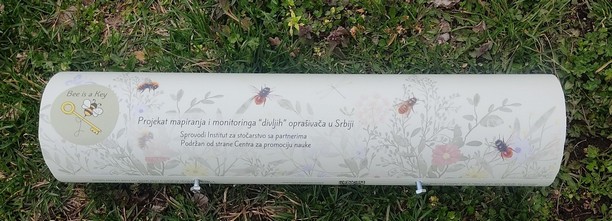 Bee is a Key
Projekat mapiranja i monitoringa "divljih" oprašivača u Srbiji
Sprovodi Institut za stočarstvo sa partnerima
Podržan od strane Centra za promociju nauke